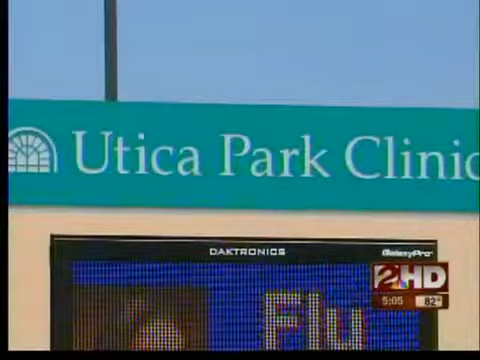 Utica Park Clinic
DAKTRONICS GalaxyPro
Flu
2HD
5:05 82°